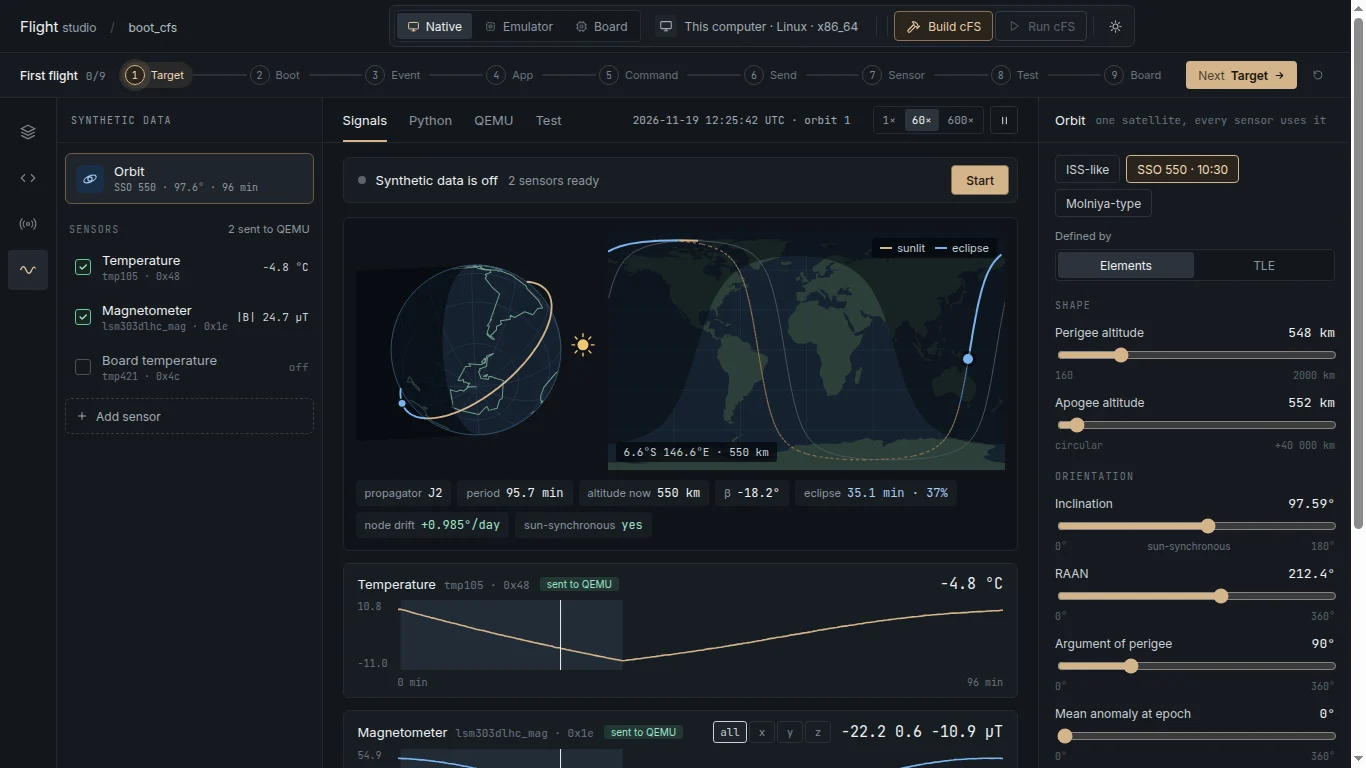 Flight studio / boot_cfs
Native Emulator Board This computer · Linux · x86_64 Build cFS Run cFS
First flight 0/9 1 Target 2 Boot 3 Event 4 App 5 Command 6 Send 7 Sensor 8 Test 9 Board Next Target →
SYNTHETIC DATA
Orbit
SSO 550 · 97.6° · 96 min
SENSORS 2 sent to QEMU
Temperature
tmp105 · 0x48
-4.8 °C
Magnetometer
lsm303dlhc_mag · 0x1e
|B| 24.7 µT
Board temperature
tmp421 · 0x4c
off
+ Add sensor
Signals Python QEMU Test 2026-11-19 12:25:42 UTC · orbit 1 1× 60× 600×
Synthetic data is off 2 sensors ready Start
sunlit eclipse
6.6°S 146.6°E · 550 km
propagator J2 period 95.7 min altitude now 550 km β -18.2° eclipse 35.1 min · 37%
node drift +0.985°/day sun-synchronous yes
Temperature tmp105 · 0x48 sent to QEMU -4.8 °C
10.8
-11.0
0 min 96 min
Magnetometer lsm303dlhc_mag · 0x1e sent to QEMU all x y z -22.2 0.6 -10.9 µT
54.9
Orbit one satellite, every sensor uses it
ISS-like SSO 550 · 10:30
Molniya-type
Defined by
Elements TLE
SHAPE
Perigee altitude 548 km
160 2000 km
Apogee altitude 552 km
circular +40 000 km
ORIENTATION
Inclination 97.59°
0° sun-synchronous 180°
RAAN 212.4°
0° 360°
Argument of perigee 90°
0° 360°
Mean anomaly at epoch 0°
0° 360°